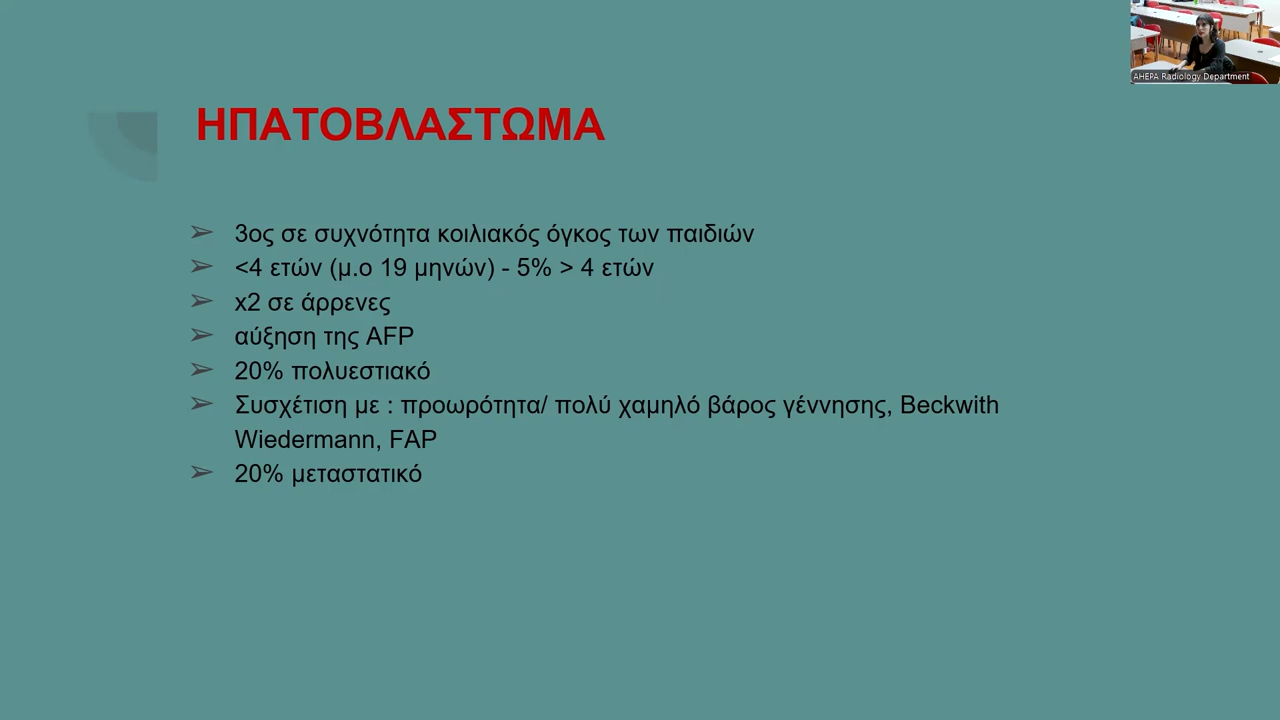 AHEPA Radiology Department
ΗΠΑΤΟΒΛΑΣΤΩΜΑ
➢ 3ος σε συχνότητα κοιλιακός όγκος των παιδιών
➢ <4 ετών (μ.ο 19 μηνών) - 5% > 4 ετών
➢ x2 σε άρρενες
➢ αύξηση της AFP
➢ 20% πολυεστιακό
➢ Συσχέτιση με : προωρότητα/ πολύ χαμηλό βάρος γέννησης, Beckwith
Wiedermann, FAP
➢ 20% μεταστατικό